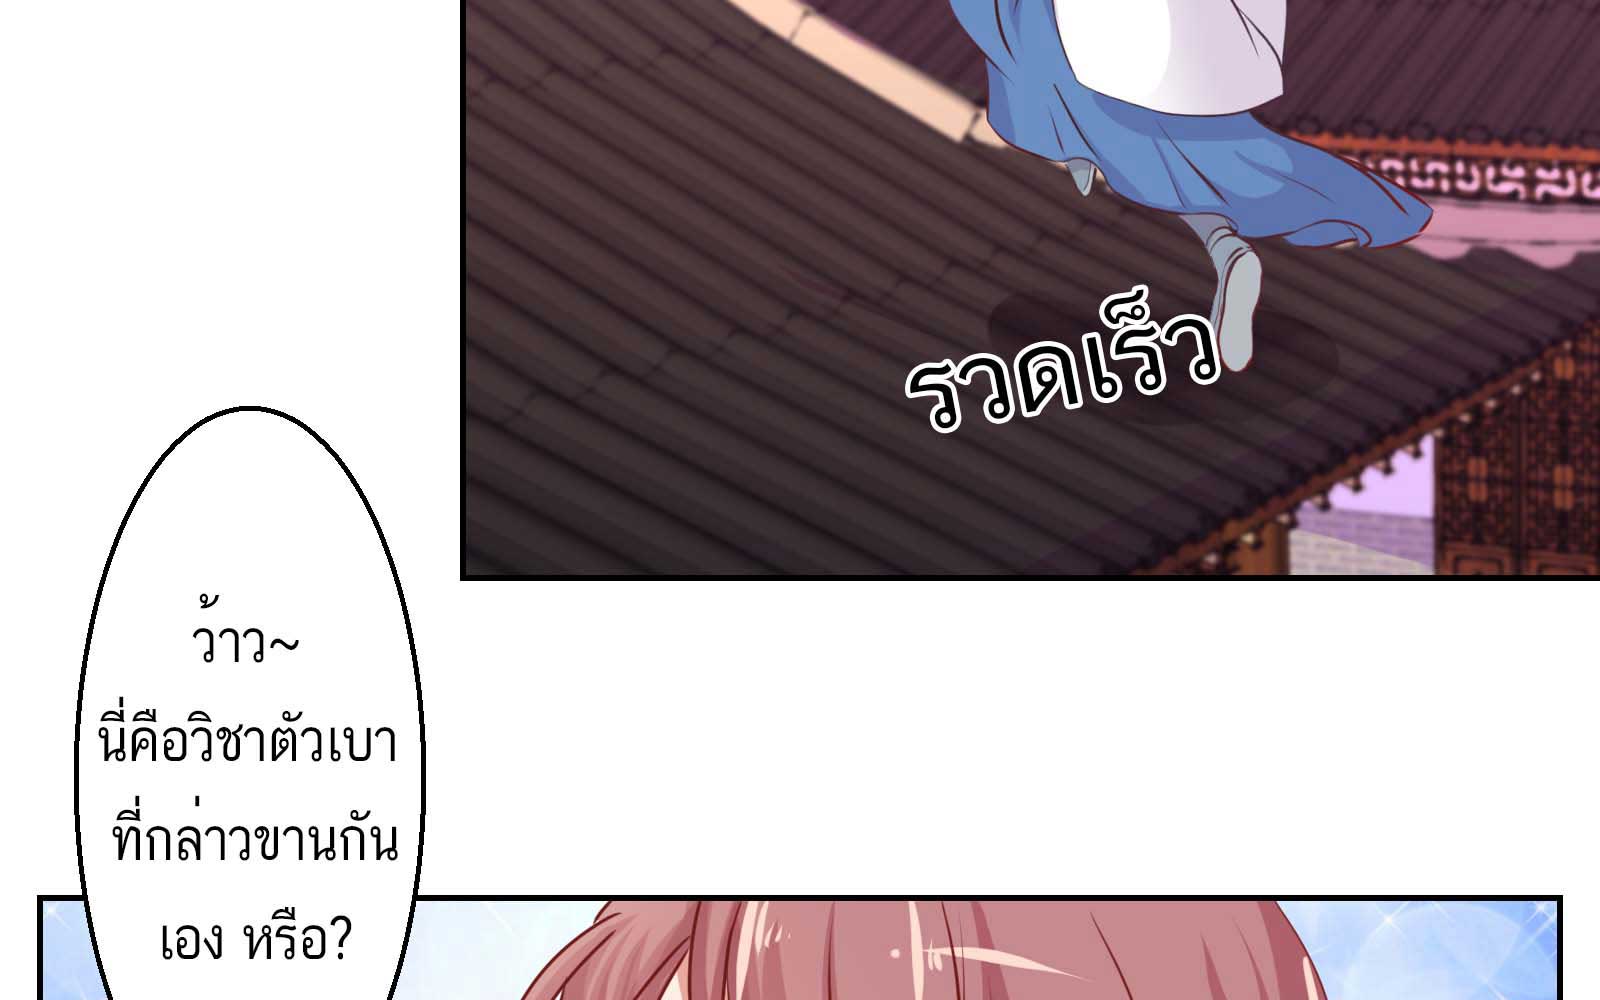 รวดเร็ว
ว้าว~
นี่คือวิชาตัวเบา
ที่กล่าวขานกัน
เอง หรือ?